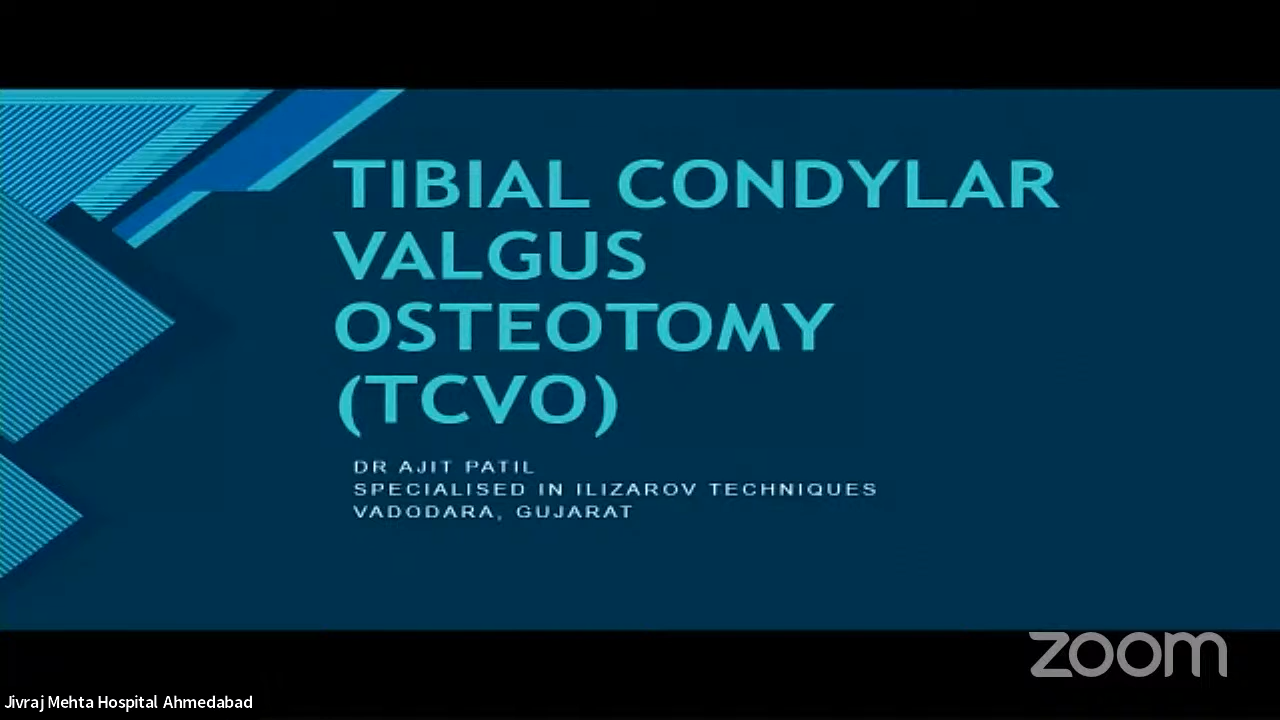 TIBIAL CONDYLAR
VALGUS
OSTEOTOMY
(TCVO)
DR AJIT PATIL
SPECIALISED IN ILIZAROV TECHNIQUES
VADODARA, GUJARAT
zoom
Jivraj Mehta Hospital Ahmedabad